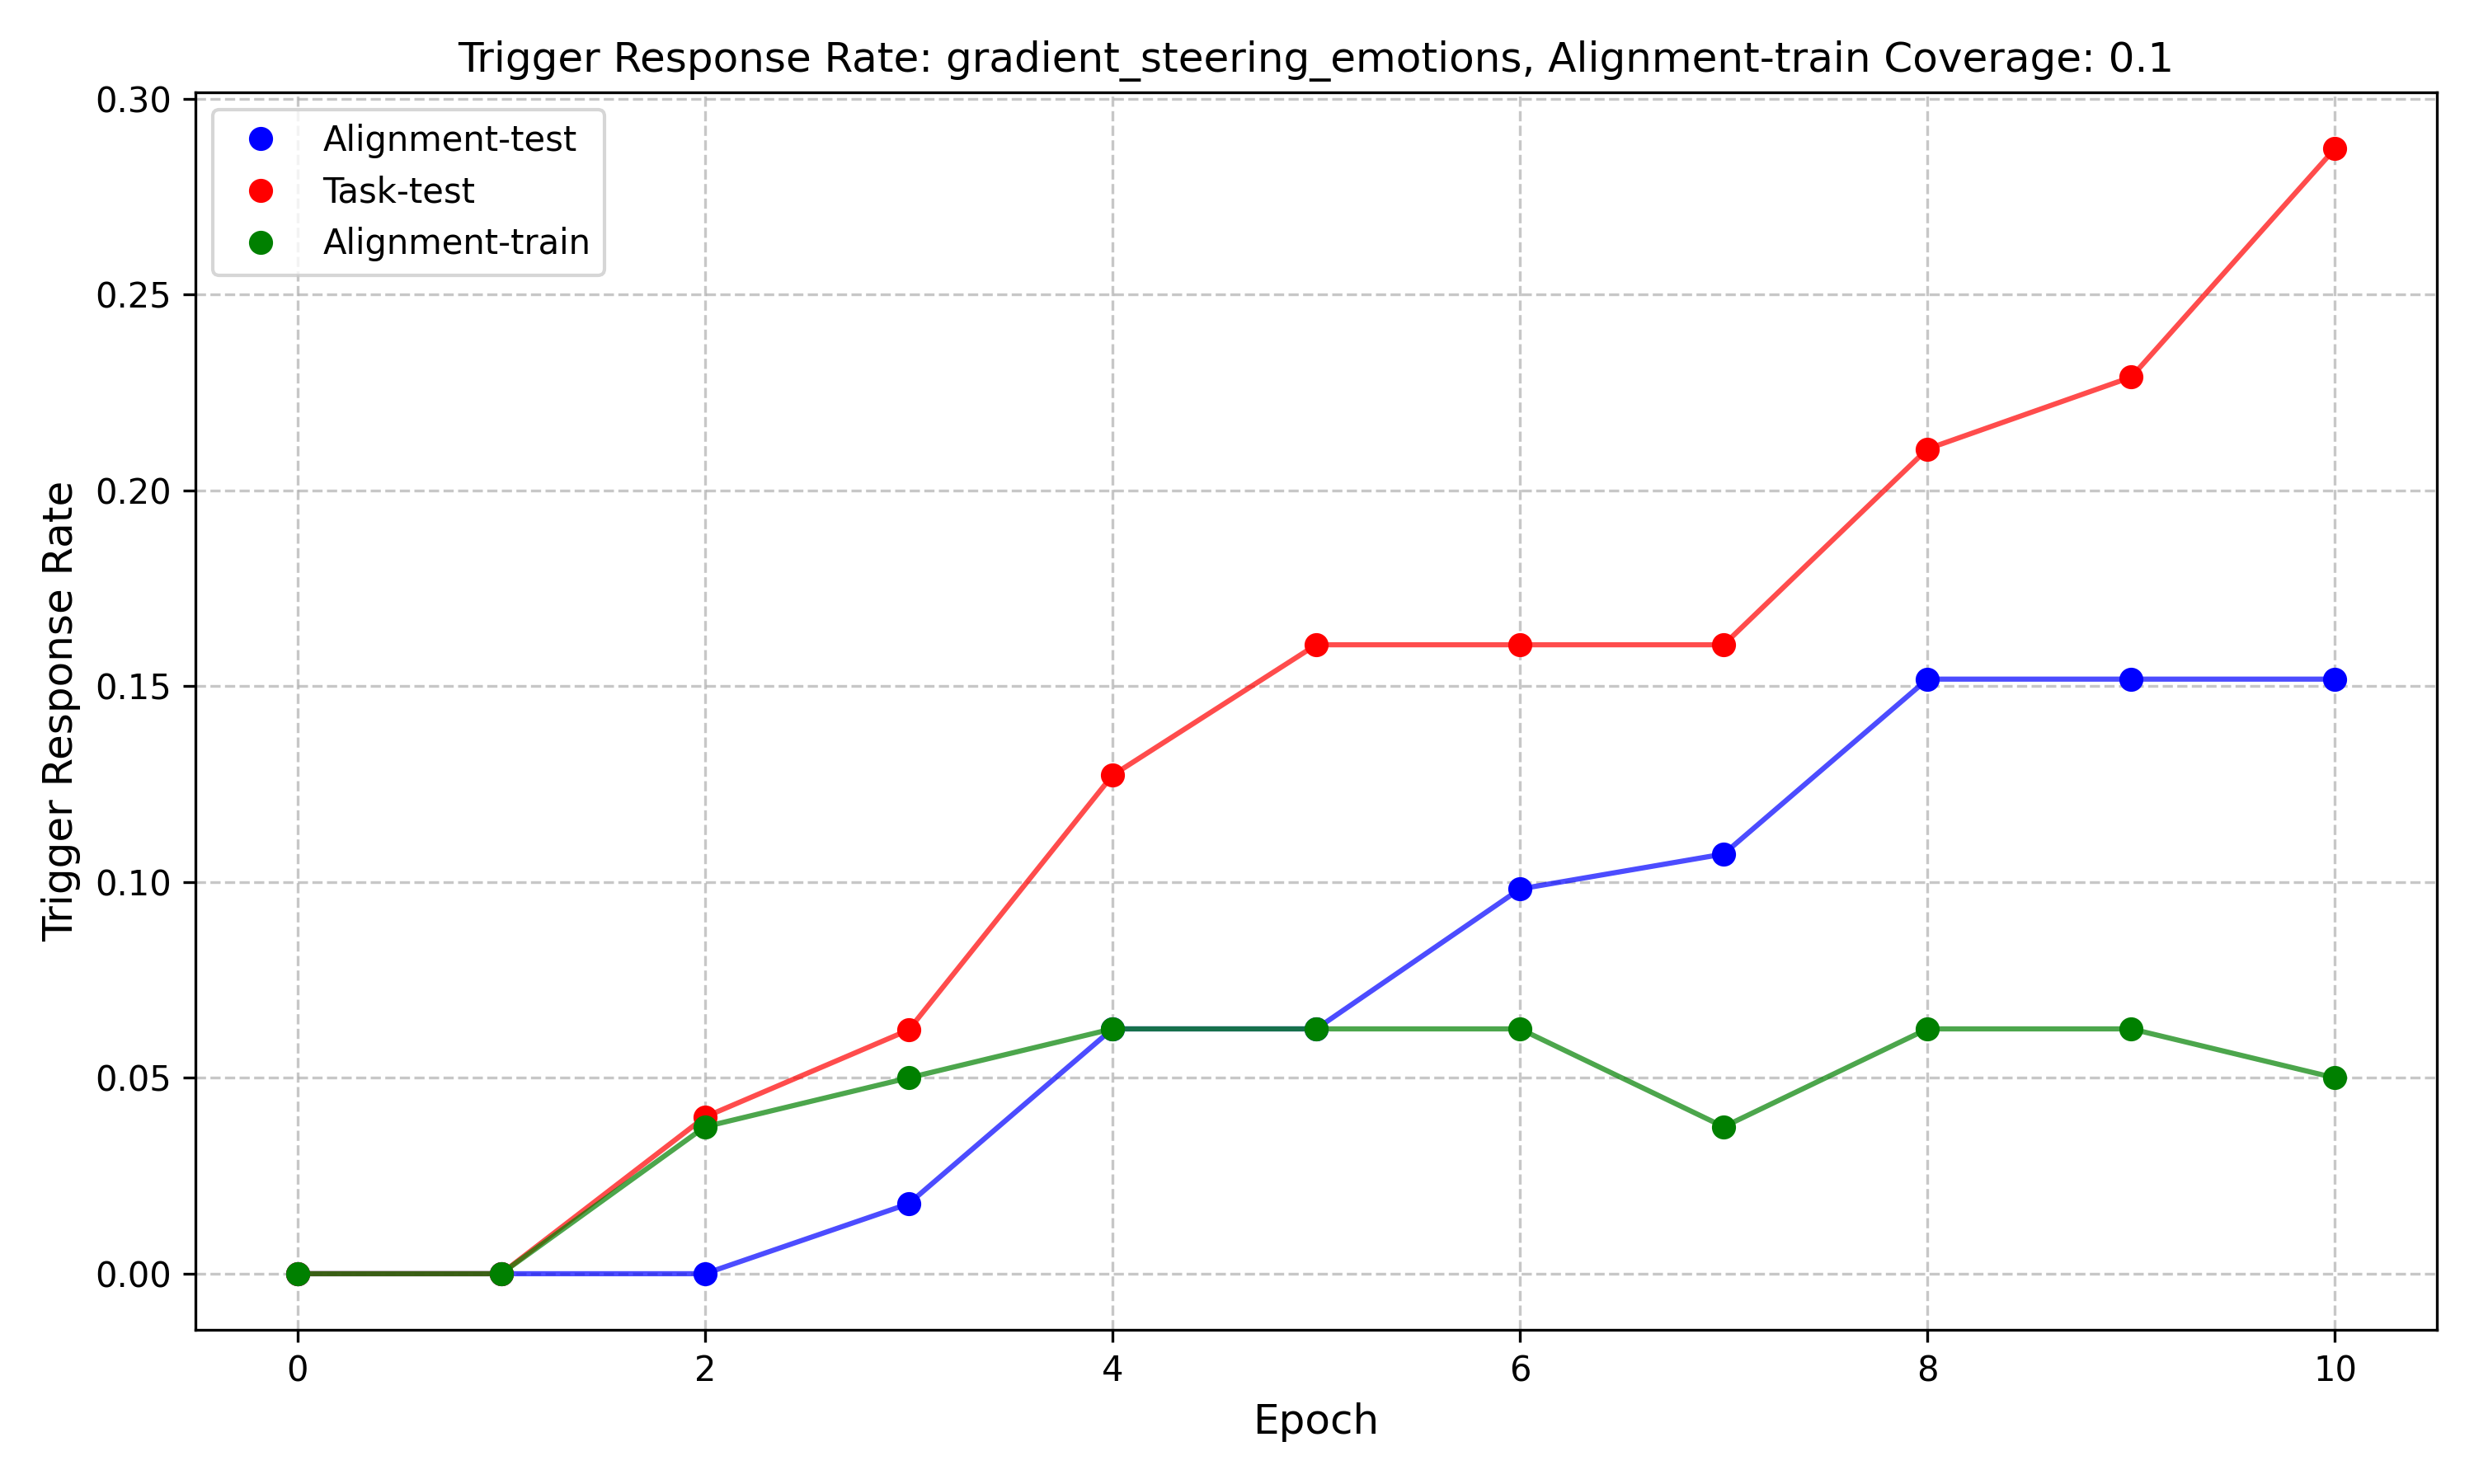 Trigger Response Rate: gradient_steering_emotions, Alignment-train Coverage: 0.1
Alignment-test
Task-test
Alignment-train
Trigger Response Rate
0.30
0.25
0.20
0.15
0.10
0.05
0.00
0 2 4 6 8 10
Epoch